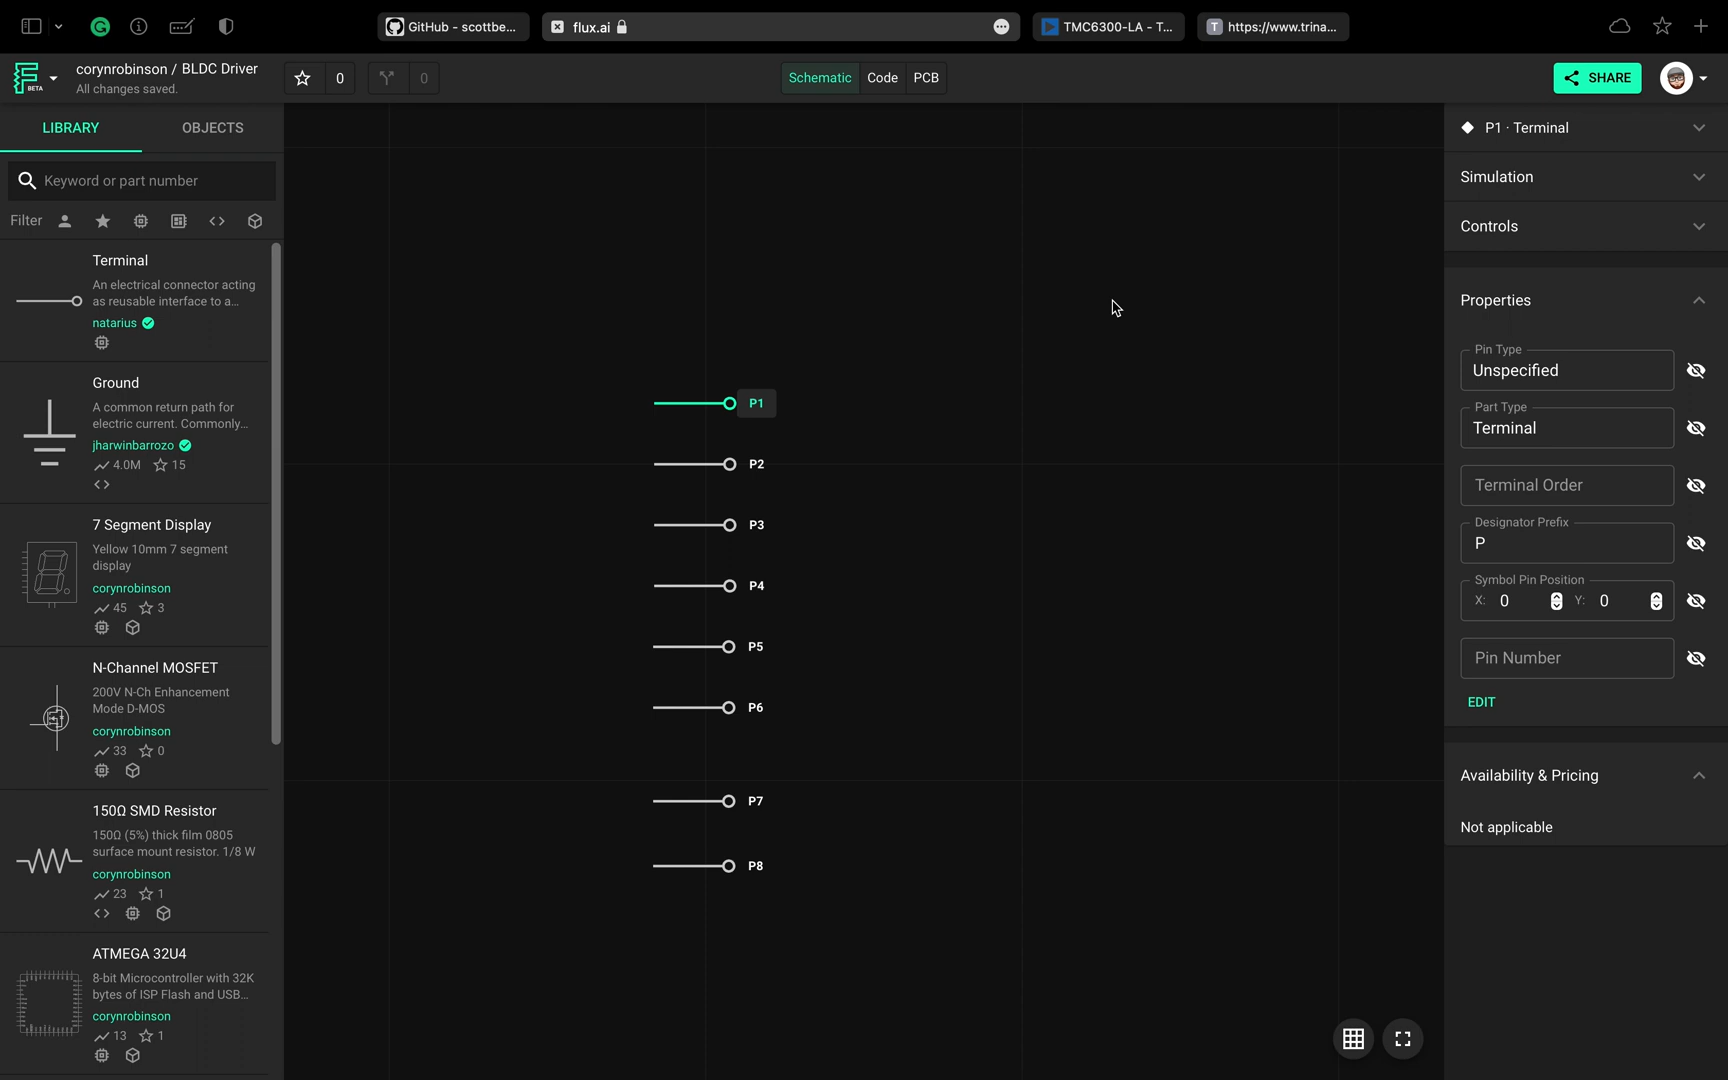 GitHub - scottbe...
flux.ai
TMC6300-LA - T...
T
https://www.trina...
BETA
corynrobinson / BLDC Driver
All changes saved.
0
0
Schematic
Code
PCB
SHARE
LIBRARY
OBJECTS
Keyword or part number
Filter
Terminal
An electrical connector acting
as reusable interface to a...
natarius
Ground
A common return path for
electric current. Commonly...
jharwinbarrozo
4.0M
15
7 Segment Display
Yellow 10mm 7 segment
display
corynrobinson
45
3
N-Channel MOSFET
200V N-Ch Enhancement
Mode D-MOS
corynrobinson
33
0
150Ω SMD Resistor
150Ω (5%) thick film 0805
surface mount resistor. 1/8 W
corynrobinson
23
1
ATMEGA 32U4
8-bit Microcontroller with 32K
bytes of ISP Flash and USB...
corynrobinson
13
1
P1
P2
P3
P4
P5
P6
P7
P8
P1 · Terminal
Simulation
Controls
Properties
Pin Type
Unspecified
Part Type
Terminal
Terminal Order
Designator Prefix
P
Symbol Pin Position
X: 0 Y: 0
Pin Number
EDIT
Availability & Pricing
Not applicable